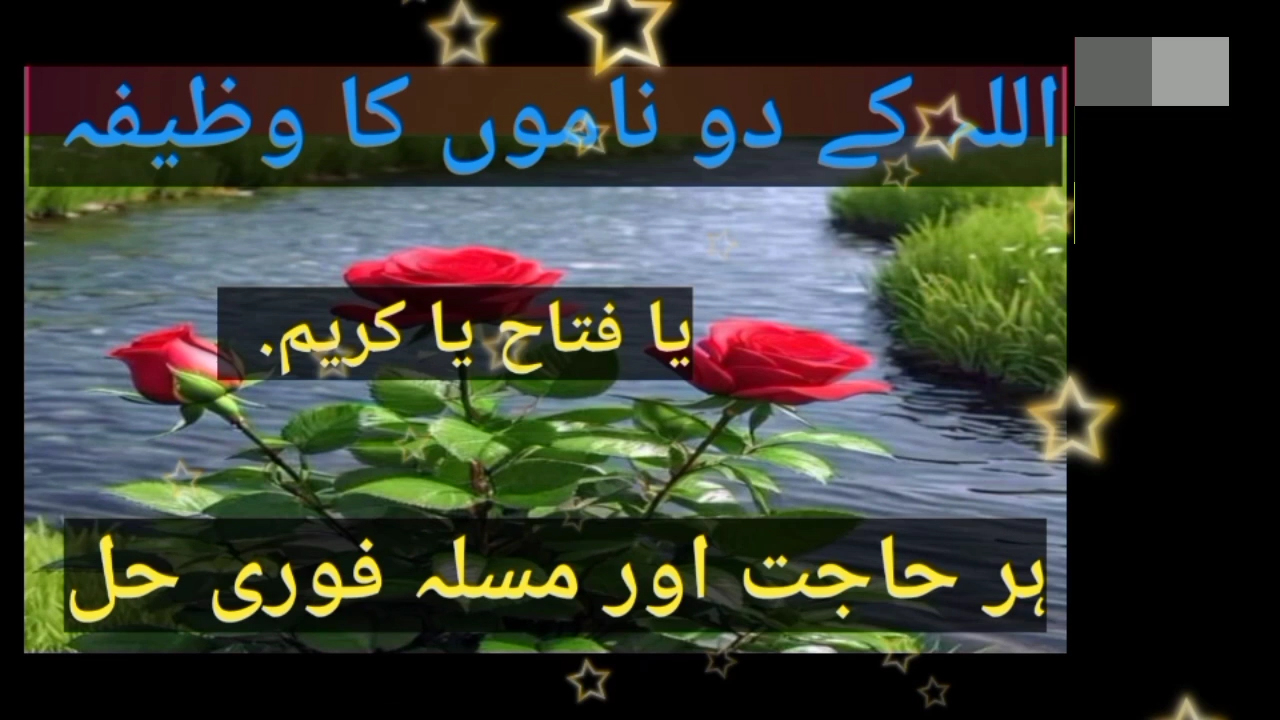 اللہ کے دو ناموں کا وظیفہ
یا فتاح یا کریم.
ہر حاجت اور مسلہ فوری حل